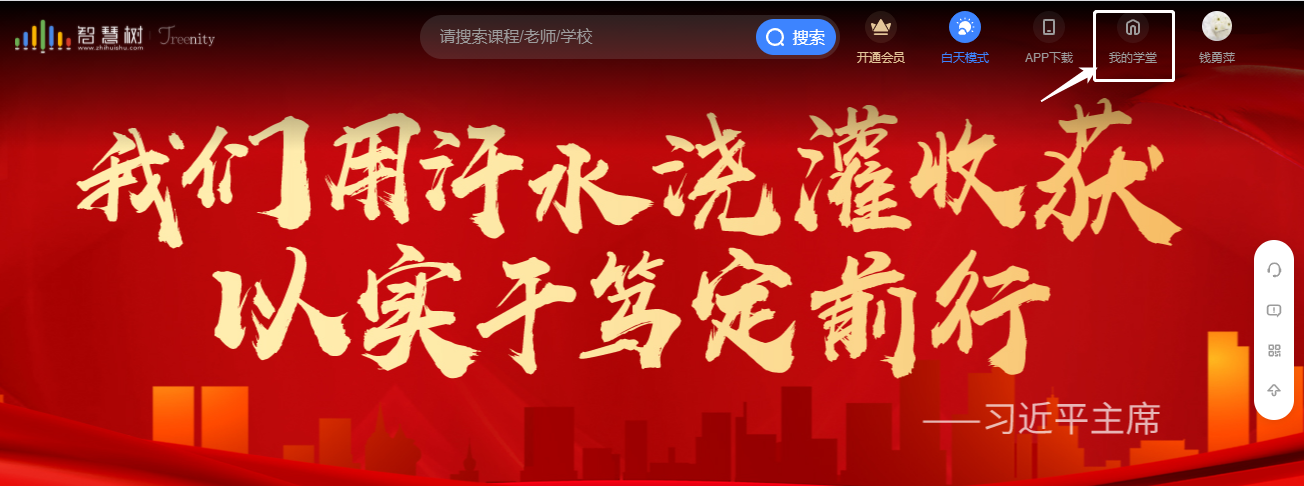 智慧树 Treenity
www.zhihuishu.com
请搜索课程/老师/学校
搜索
开通会员
白天模式
APP下载
我的学堂
钱勇萍
我们用汗水浇灌收获
以实干笃定前行
——习近平主席